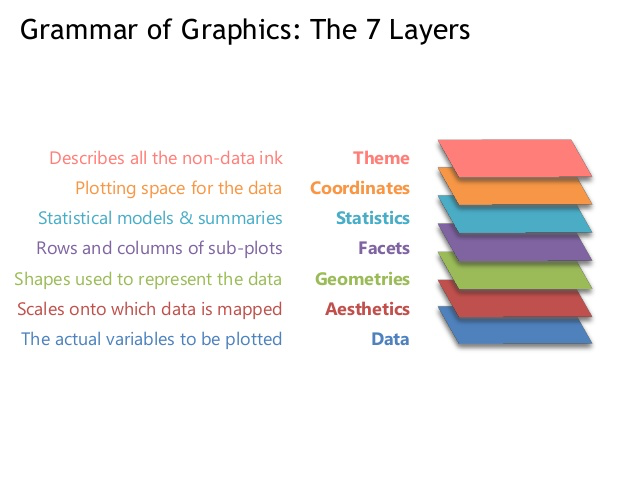 Grammar of Graphics: The 7 Layers
Describes all the non-data ink Theme
Plotting space for the data Coordinates
Statistical models & summaries Statistics
Rows and columns of sub-plots Facets
Shapes used to represent the data Geometries
Scales onto which data is mapped Aesthetics
The actual variables to be plotted Data